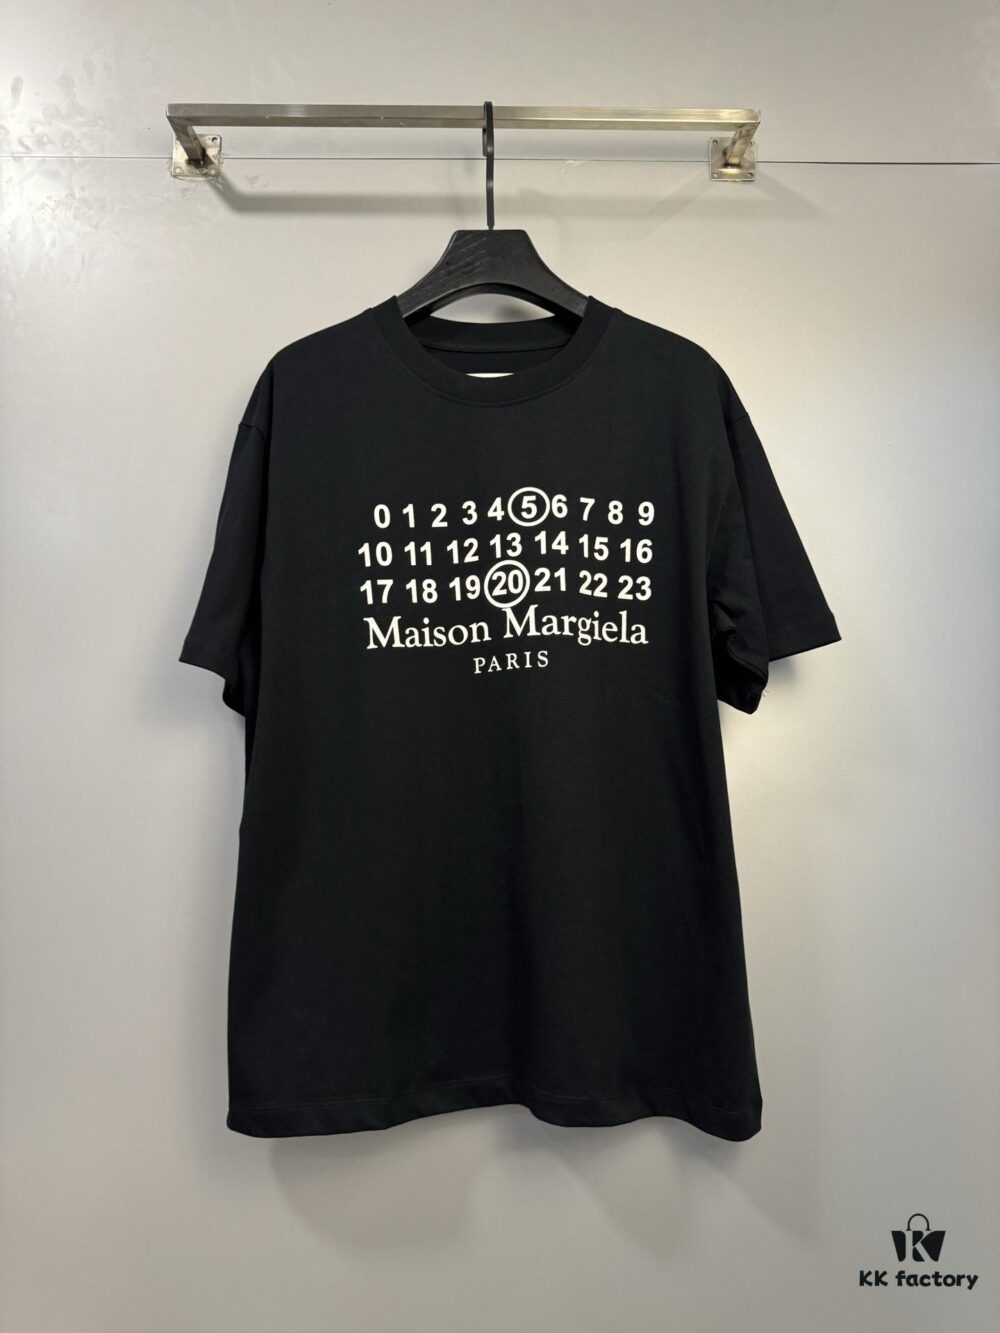 0 1 2 3 4 5 6 7 8 9
10 11 12 13 14 15 16
17 18 19 20 21 22 23
Maison Margiela
PARIS
K
KK factory